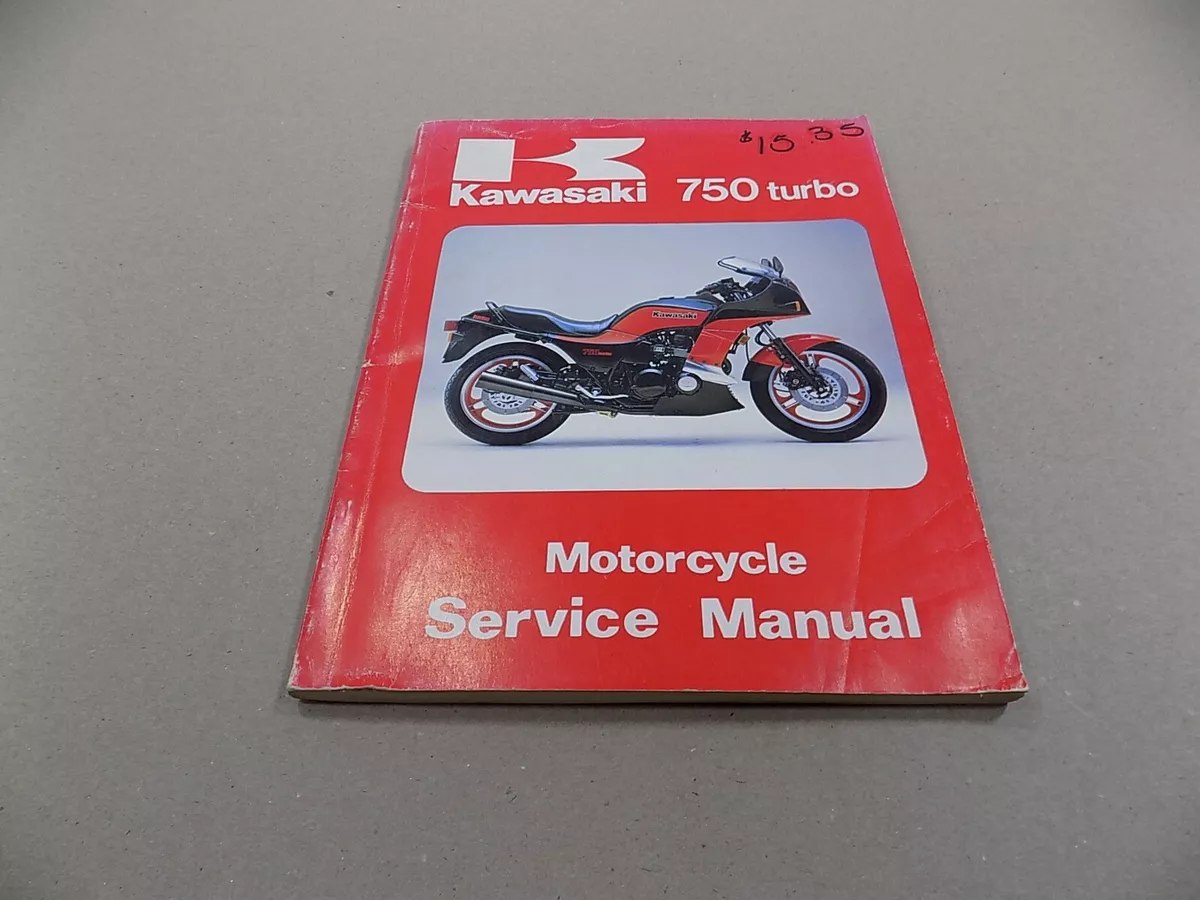 $15.35
Kawasaki 750 turbo
Kawasaki
Motorcycle
Service Manual